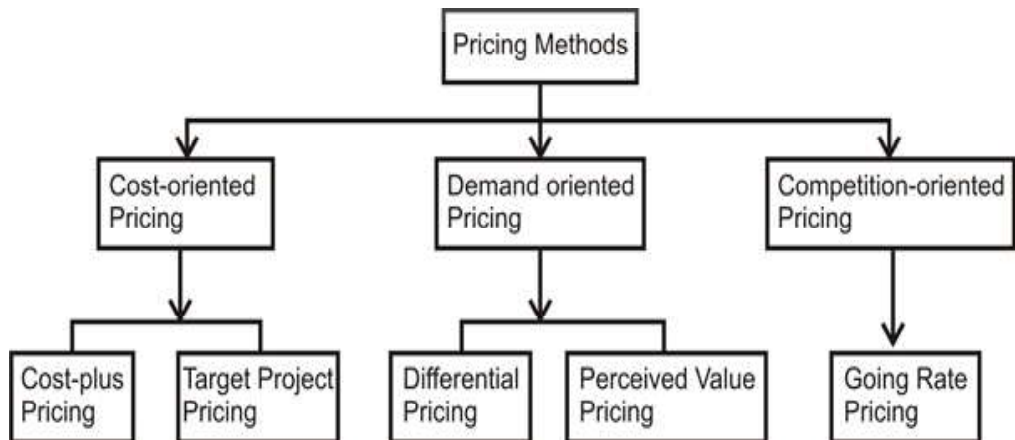 Pricing Methods
Cost-oriented
Pricing
Demand oriented
Pricing
Competition-oriented
Pricing
Cost-plus
Pricing
Target Project
Pricing
Differential
Pricing
Perceived Value
Pricing
Going Rate
Pricing